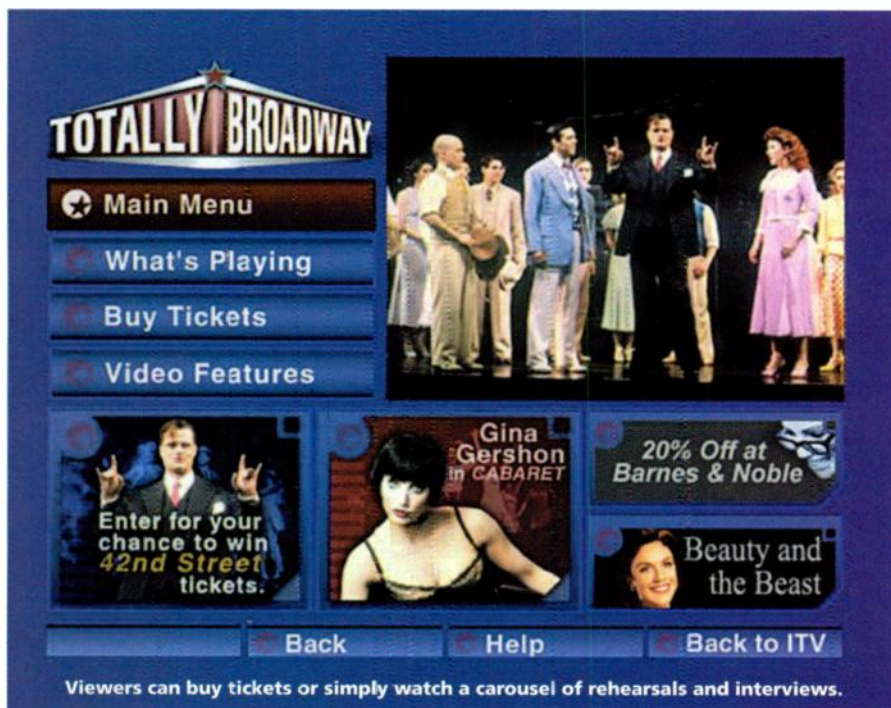 TOTALLY BROADWAY
Main Menu
What's Playing
Buy Tickets
Video Features
Enter for your
chance to win
42nd Street
tickets.
Gina
Gershon
in CABARET
20% Off at
Barnes & Noble
Beauty and
the Beast
Back
Help
Back to ITV
Viewers can buy tickets or simply watch a carousel of rehearsals and interviews.